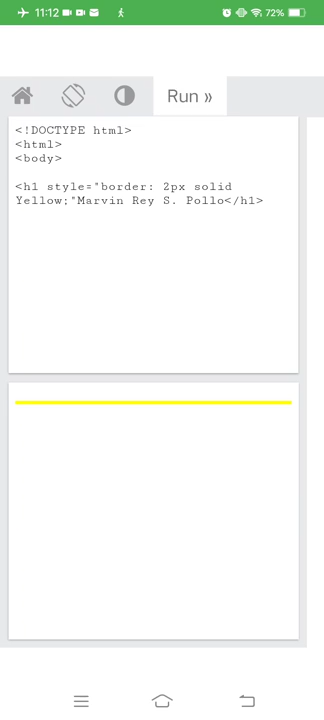 11:12
72%
Run »
<!DOCTYPE html>
<html>
<body>
<h1 style="border: 2px solid
Yellow;"Marvin Rey S. Pollo</h1>